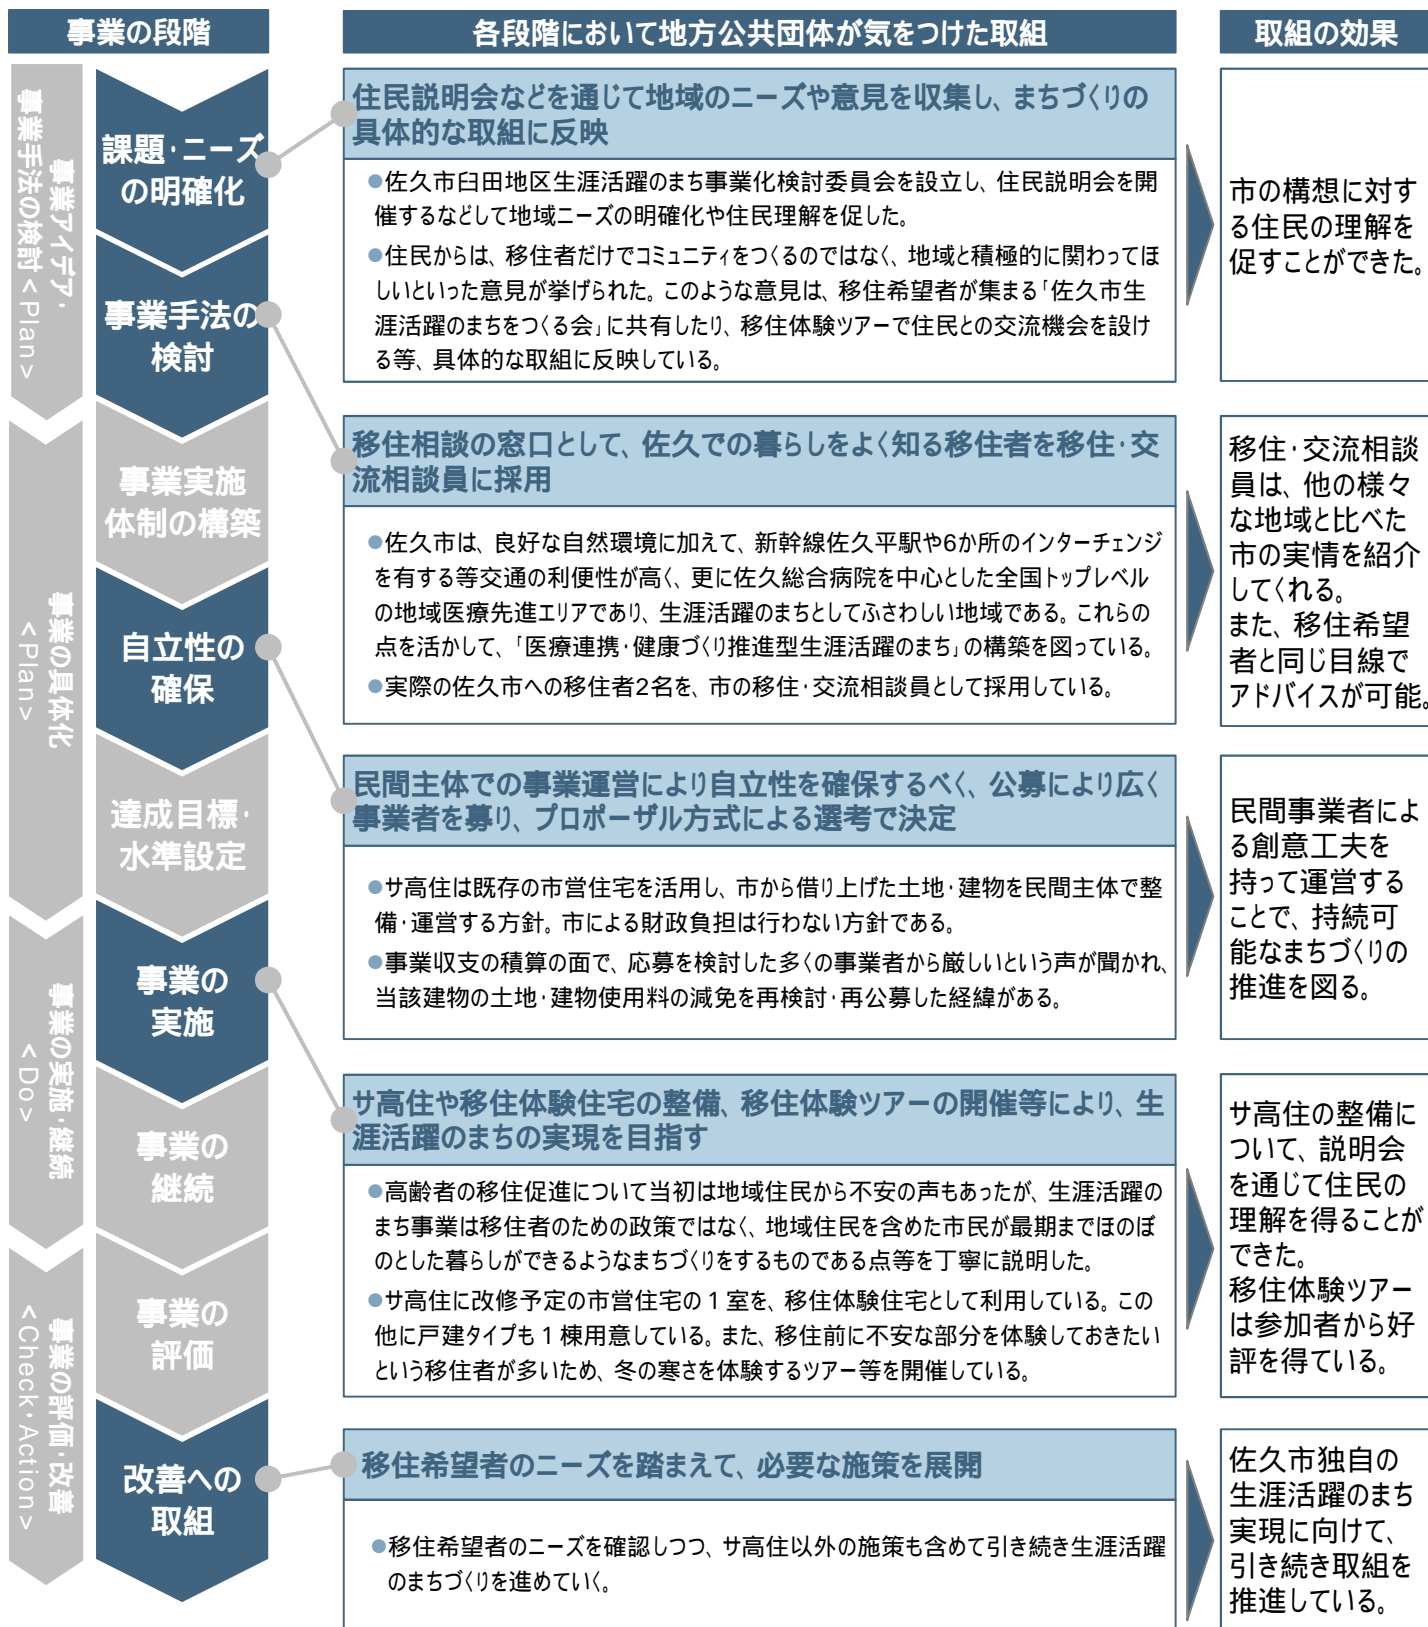 事業の段階
各段階において地方公共団体が気をつけた取組
取組の効果
事業アイデア・
事業手法の検討<Plan>
課題・ニーズ
の明確化
住民説明会などを通じて地域のニーズや意見を収集し、まちづくりの
具体的な取組に反映
●佐久市臼田地区生涯活躍のまち事業化検討委員会を設立し、住民説明会を開
催するなどして地域ニーズの明確化や住民理解を促した。
●住民からは、移住者だけでコミュニティをつくるのではなく、地域と積極的に関わってほ
しいといった意見が挙げられた。このような意見は、移住希望者が集まる「佐久市生
涯活躍のまちをつくる会」に共有したり、移住体験ツアーで住民との交流機会を設け
る等、具体的な取組に反映している。
市の構想に対す
る住民の理解を
促すことができた。
事業手法の
検討
移住相談の窓口として、佐久での暮らしをよく知る移住者を移住・交
流相談員に採用
●佐久市は、良好な自然環境に加えて、新幹線佐久平駅や6か所のインターチェンジ
を有する等交通の利便性が高く、更に佐久総合病院を中心とした全国トップレベル
の地域医療先進エリアであり、生涯活躍のまちとしてふさわしい地域である。これらの
点を活かして、「医療連携・健康づくり推進型生涯活躍のまち」の構築を図っている。
●実際の佐久市への移住者2名を、市の移住・交流相談員として採用している。
移住・交流相談
員は、他の様々
な地域と比べた
市の実情を紹介
してくれる。
また、移住希望
者と同じ目線で
アドバイスが可能。
事業の具体化
<Plan>
事業実施
体制の構築
自立性の
確保
民間主体での事業運営により自立性を確保するべく、公募により広く
事業者を募り、プロポーザル方式による選考で決定
●サ高住は既存の市営住宅を活用し、市から借り上げた土地・建物を民間主体で整
備・運営する方針。市による財政負担は行わない方針である。
●事業収支の積算の面で、応募を検討した多くの事業者から厳しいという声が聞かれ、
当該建物の土地・建物使用料の減免を再検討・再公募した経緯がある。
民間事業者によ
る創意工夫を
持って運営する
ことで、持続可
能なまちづくりの
推進を図る。
達成目標・
水準設定
事業の実施・継続
<Do>
事業の
実施
サ高住や移住体験住宅の整備、移住体験ツアーの開催等により、生
涯活躍のまちの実現を目指す
●高齢者の移住促進について当初は地域住民から不安の声もあったが、生涯活躍の
まち事業は移住者のための政策ではなく、地域住民を含めた市民が最期までほのぼ
のとした暮らしができるようなまちづくりをするものである点等を丁寧に説明した。
●サ高住に改修予定の市営住宅の1室を、移住体験住宅として利用している。この
他に戸建タイプも1棟用意している。また、移住前に不安な部分を体験しておきたい
という移住者が多いため、冬の寒さを体験するツアー等を開催している。
サ高住の整備に
ついて、説明会
を通じて住民の
理解を得ることが
できた。
移住体験ツアー
は参加者から好
評を得ている。
事業の
継続
事業の評価・改善
<Check・Action>
事業の
評価
改善への
取組
移住希望者のニーズを踏まえて、必要な施策を展開
●移住希望者のニーズを確認しつつ、サ高住以外の施策も含めて引き続き生涯活躍
のまちづくりを進めていく。
佐久市独自の
生涯活躍のまち
実現に向けて、
引き続き取組を
推進している。